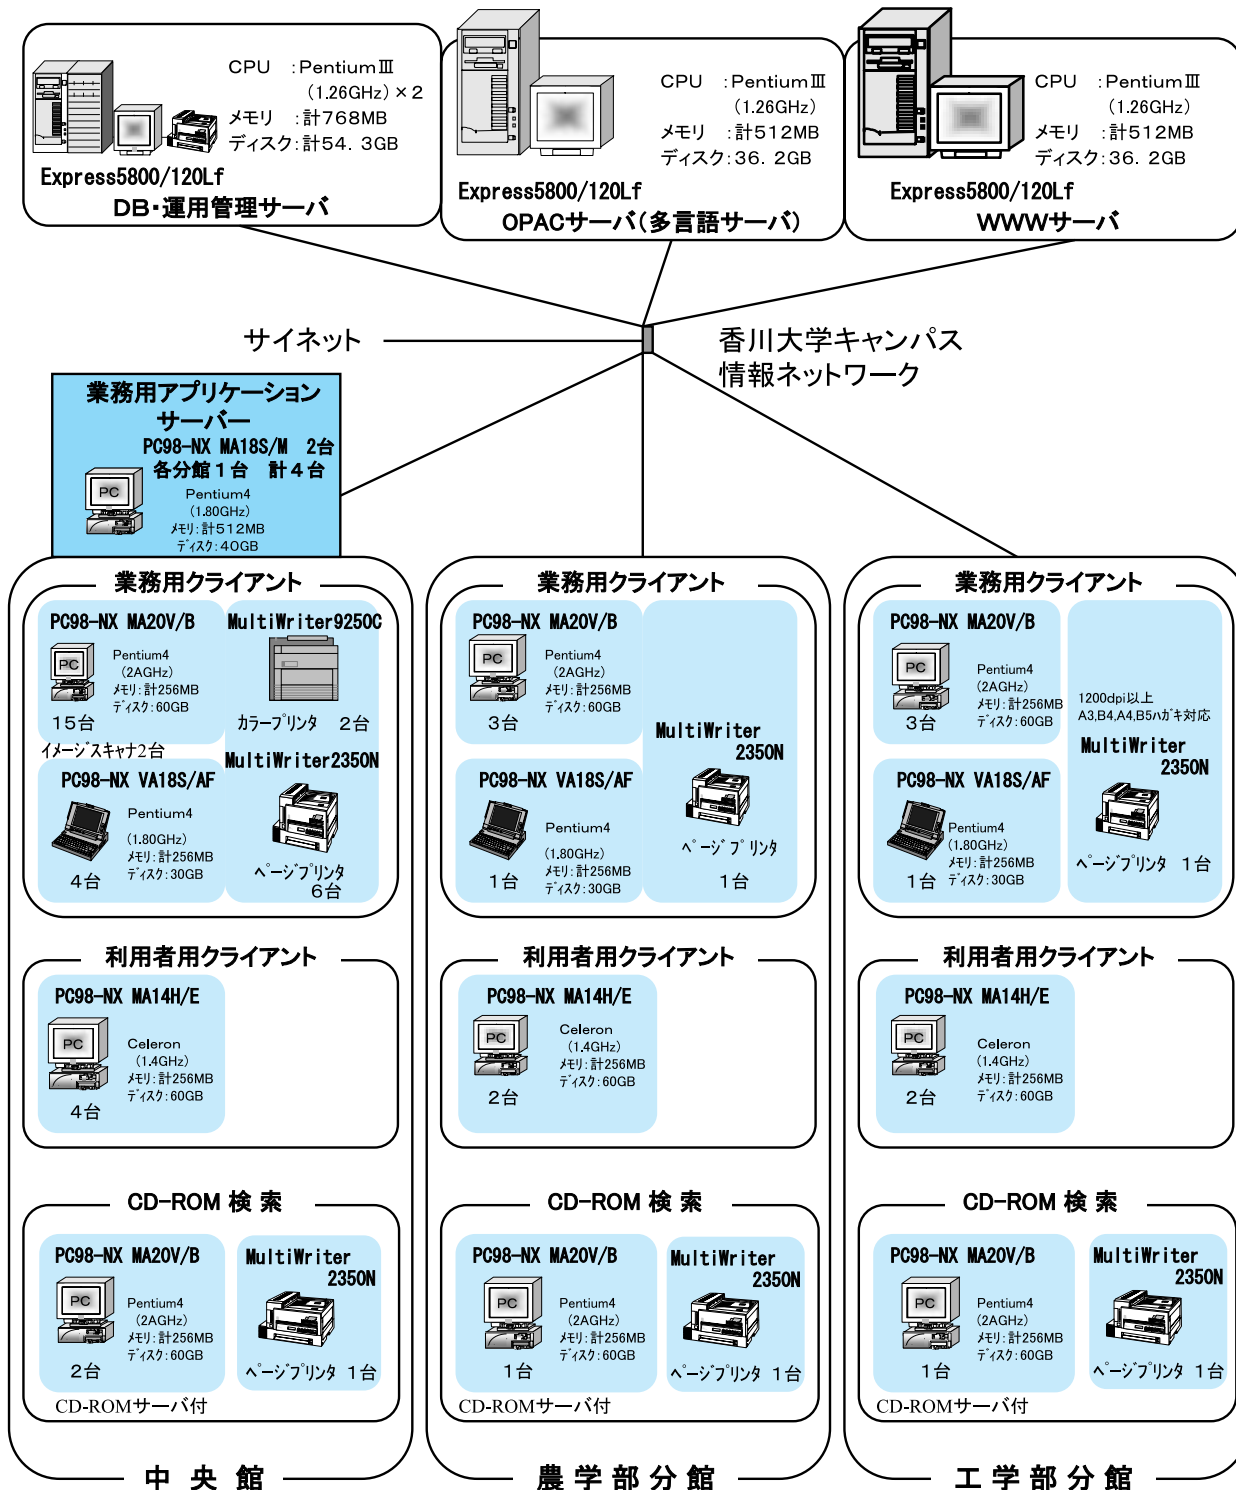 CPU :PentiumⅢ
(1.26GHz)×2
メモリ :計768MB
ディスク:計54.3GB
Express5800/120Lf
DB・運用管理サーバ
CPU :PentiumⅢ
(1.26GHz)
メモリ :計512MB
ディスク:36.2GB
Express5800/120Lf
OPACサーバ(多言語サーバ)
CPU :PentiumⅢ
(1.26GHz)
メモリ :計512MB
ディスク:36.2GB
Express5800/120Lf
WWWサーバ
サイネット
香川大学キャンパス
情報ネットワーク
業務用アプリケーション
サーバー
PC98-NX MA18S/M 2台
各分館1台 計4台
PC
Pentium4
(1.80GHz)
メモリ:計512MB
ディスク:40GB
業務用クライアント
PC98-NX MA20V/B
PC
Pentium4
(2AGHz)
メモリ:計256MB
ディスク:60GB
15台
MultiWriter9250C
カラープリンタ 2台
イメージスキャナ2台
PC98-NX VA18S/AF
Pentium4
(1.80GHz)
メモリ:計256MB
ディスク:30GB
4台
MultiWriter2350N
ページプリンタ
6台
利用者用クライアント
PC98-NX MA14H/E
PC
Celeron
(1.4GHz)
メモリ:計256MB
ディスク:60GB
4台
CD-ROM 検 索
PC98-NX MA20V/B
PC
Pentium4
(2AGHz)
メモリ:計256MB
ディスク:60GB
2台
MultiWriter
2350N
ページプリンタ 1台
CD-ROMサーバ付
中 央 館
業務用クライアント
PC98-NX MA20V/B
PC
Pentium4
(2AGHz)
メモリ:計256MB
ディスク:60GB
3台
PC98-NX VA18S/AF
Pentium4
(1.80GHz)
メモリ:計256MB
ディスク:30GB
1台
MultiWriter
2350N
ページプリンタ
1台
利用者用クライアント
PC98-NX MA14H/E
PC
Celeron
(1.4GHz)
メモリ:計256MB
ディスク:60GB
2台
CD-ROM 検 索
PC98-NX MA20V/B
PC
Pentium4
(2AGHz)
メモリ:計256MB
ディスク:60GB
1台
MultiWriter
2350N
ページプリンタ 1台
CD-ROMサーバ付
農 学 部 分 館
業務用クライアント
PC98-NX MA20V/B
PC
Pentium4
(2AGHz)
メモリ:計256MB
ディスク:60GB
3台
PC98-NX VA18S/AF
Pentium4
(1.80GHz)
メモリ:計256MB
ディスク:30GB
1台
1200dpi以上
A3,B4,A4,B5ハガキ対応
MultiWriter
2350N
ページプリンタ 1台
利用者用クライアント
PC98-NX MA14H/E
PC
Celeron
(1.4GHz)
メモリ:計256MB
ディスク:60GB
2台
CD-ROM 検 索
PC98-NX MA20V/B
PC
Pentium4
(2AGHz)
メモリ:計256MB
ディスク:60GB
1台
MultiWriter
2350N
ページプリンタ 1台
CD-ROMサーバ付
工 学 部 分 館